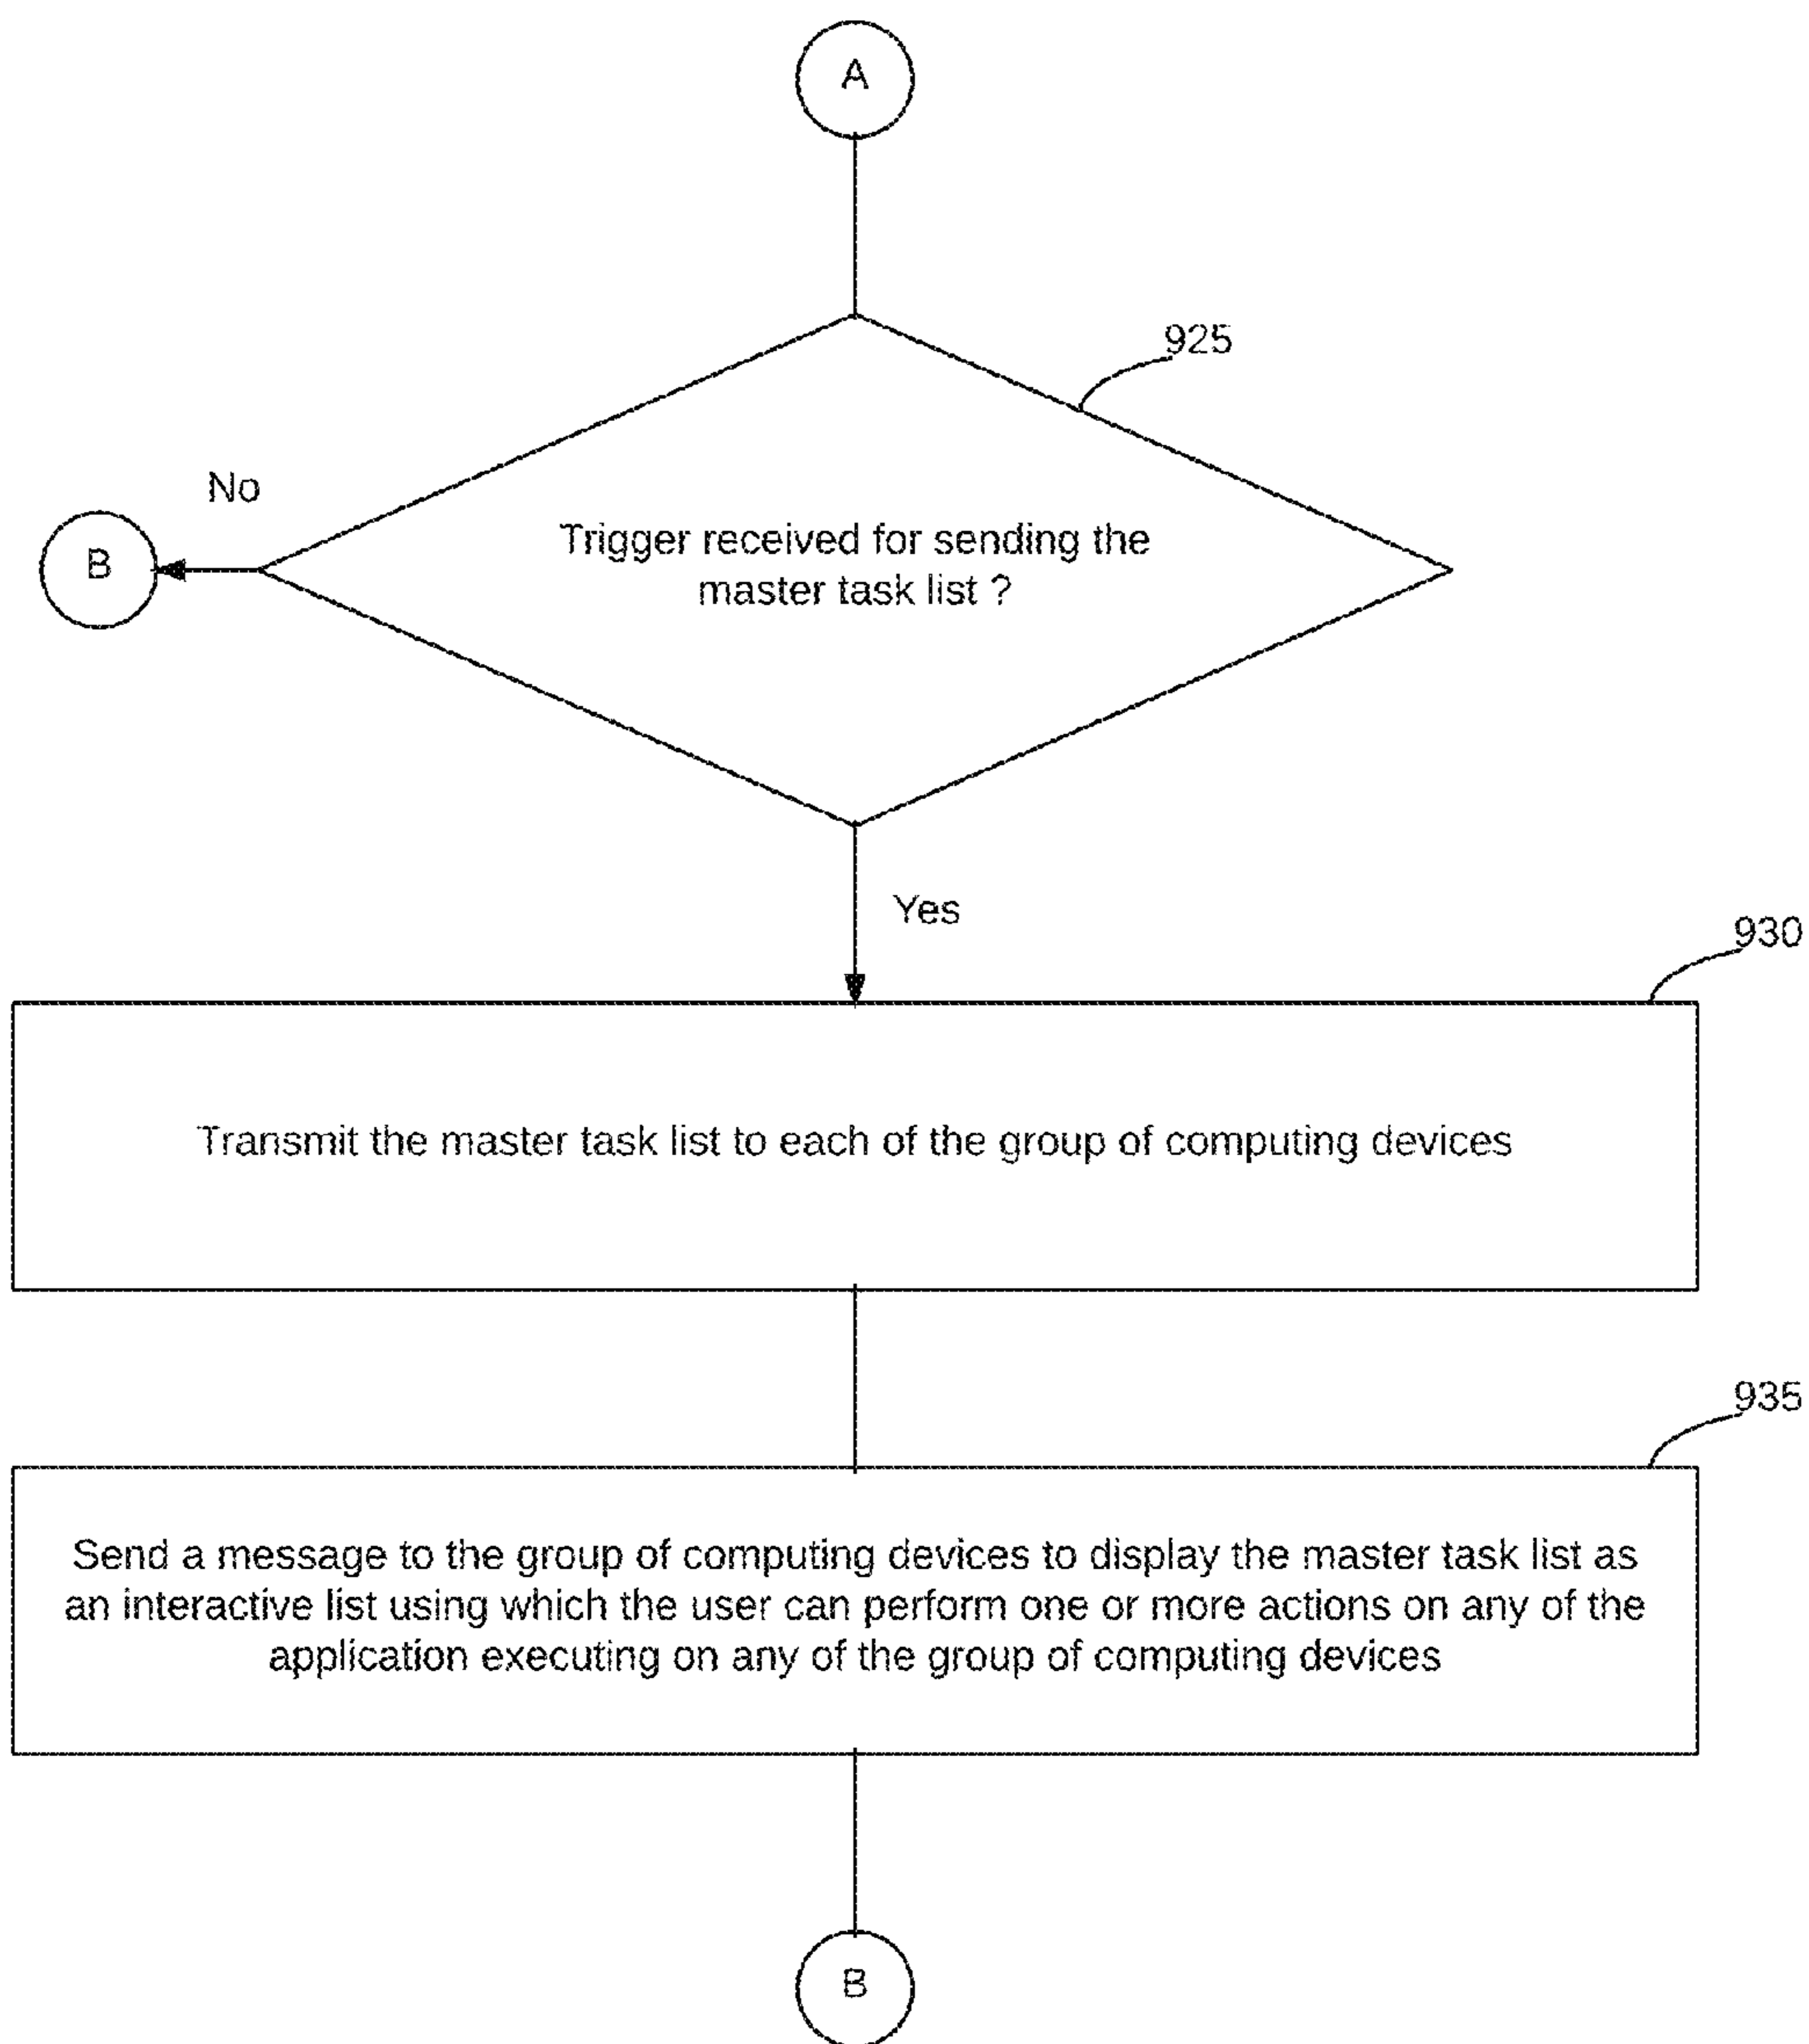 A
925
No
B
Trigger received for sending the
master task list ?
Yes
930
Transmit the master task list to each of the group of computing devices
935
Send a message to the group of computing devices to display the master task list as
an interactive list using which the user can perform one or more actions on any of the
application executing on any of the group of computing devices
B